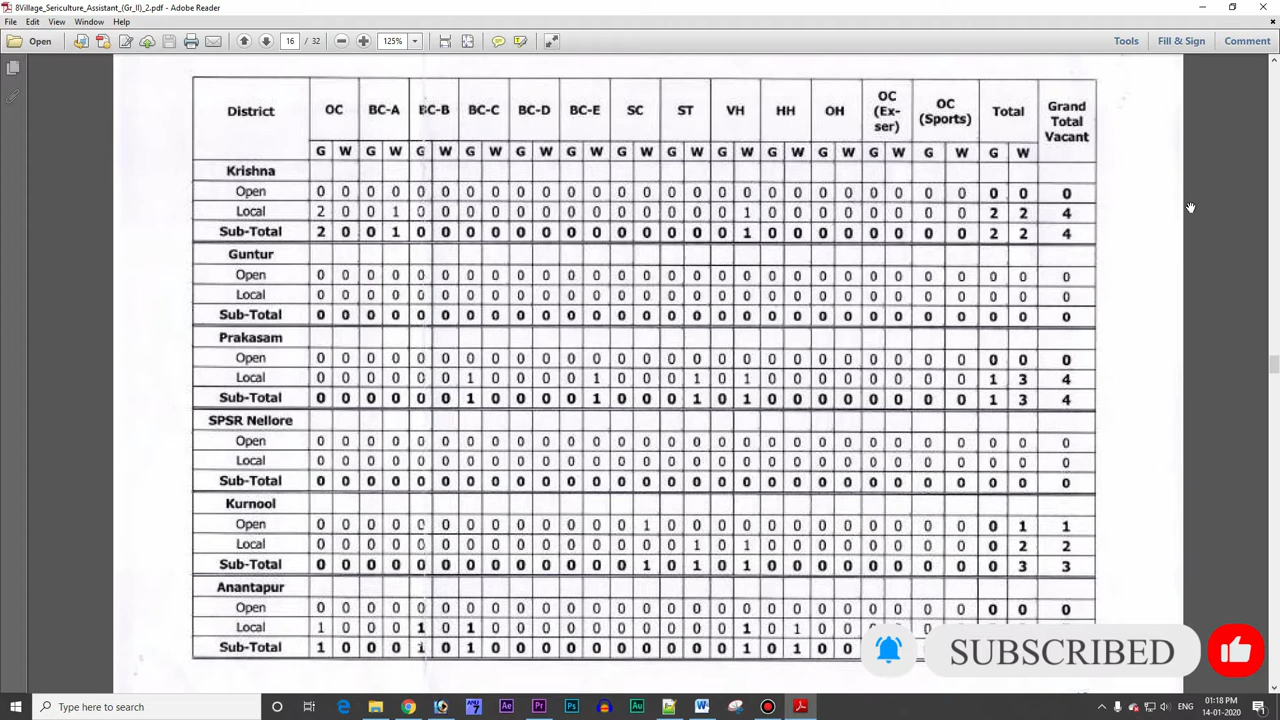 8Village_Sericulture_Assistant_(Gr_II)_2.pdf - Adobe Reader
File Edit View Window Help
Open 16 / 32 125% Tools Fill & Sign Comment
District OC BC-A BC-B BC-C BC-D BC-E SC ST VH HH OH OC (Ex-ser) OC (Sports) Total Grand Total Vacant
G W G W G W G W G W G W G W G W G W G W G W G W G W G W
Krishna
Open 0 0 0 0 0 0 0 0 0 0 0 0 0 0 0 0 0 0 0 0 0 0 0 0 0 0 0 0 0
Local 2 0 0 1 0 0 0 0 0 0 0 0 0 0 0 0 0 1 0 0 0 0 0 0 0 0 2 2 4
Sub-Total 2 0 0 1 0 0 0 0 0 0 0 0 0 0 0 0 0 1 0 0 0 0 0 0 0 0 2 2 4
Guntur
Open 0 0 0 0 0 0 0 0 0 0 0 0 0 0 0 0 0 0 0 0 0 0 0 0 0 0 0 0 0
Local 0 0 0 0 0 0 0 0 0 0 0 0 0 0 0 0 0 0 0 0 0 0 0 0 0 0 0 0 0
Sub-Total 0 0 0 0 0 0 0 0 0 0 0 0 0 0 0 0 0 0 0 0 0 0 0 0 0 0 0 0 0
Prakasam
Open 0 0 0 0 0 0 0 0 0 0 0 0 0 0 0 0 0 0 0 0 0 0 0 0 0 0 0 0 0
Local 0 0 0 0 0 0 1 0 0 0 0 1 0 0 0 1 0 1 0 0 0 0 0 0 0 0 1 3 4
Sub-Total 0 0 0 0 0 0 1 0 0 0 0 1 0 0 0 1 0 1 0 0 0 0 0 0 0 0 1 3 4
SPSR Nellore
Open 0 0 0 0 0 0 0 0 0 0 0 0 0 0 0 0 0 0 0 0 0 0 0 0 0 0 0 0 0
Local 0 0 0 0 0 0 0 0 0 0 0 0 0 0 0 0 0 0 0 0 0 0 0 0 0 0 0 0 0
Sub-Total 0 0 0 0 0 0 0 0 0 0 0 0 0 0 0 0 0 0 0 0 0 0 0 0 0 0 0 0 0
Kurnool
Open 0 0 0 0 0 0 0 0 0 0 0 0 0 1 0 0 0 0 0 0 0 0 0 0 0 0 0 1 1
Local 0 0 0 0 0 0 0 0 0 0 0 0 0 0 0 1 0 1 0 0 0 0 0 0 0 0 0 2 2
Sub-Total 0 0 0 0 0 0 0 0 0 0 0 0 0 1 0 1 0 1 0 0 0 0 0 0 0 0 0 3 3
Anantapur
Open 0 0 0 0 0 0 0 0 0 0 0 0 0 0 0 0 0 0 0 0 0 0 0 0 0 0 0 0 0
Local 1 0 0 0 1 0 1 0 0 0 0 0 0 0 0 0 0 1 0 1 0 0
Sub-Total 1 0 0 0 1 0 1 0 0 0 0 0 0 0 0 0 0 1 0 1 0 0
SUBSCRIBED
Type here to search
ENG 01:18 PM
14-01-2020